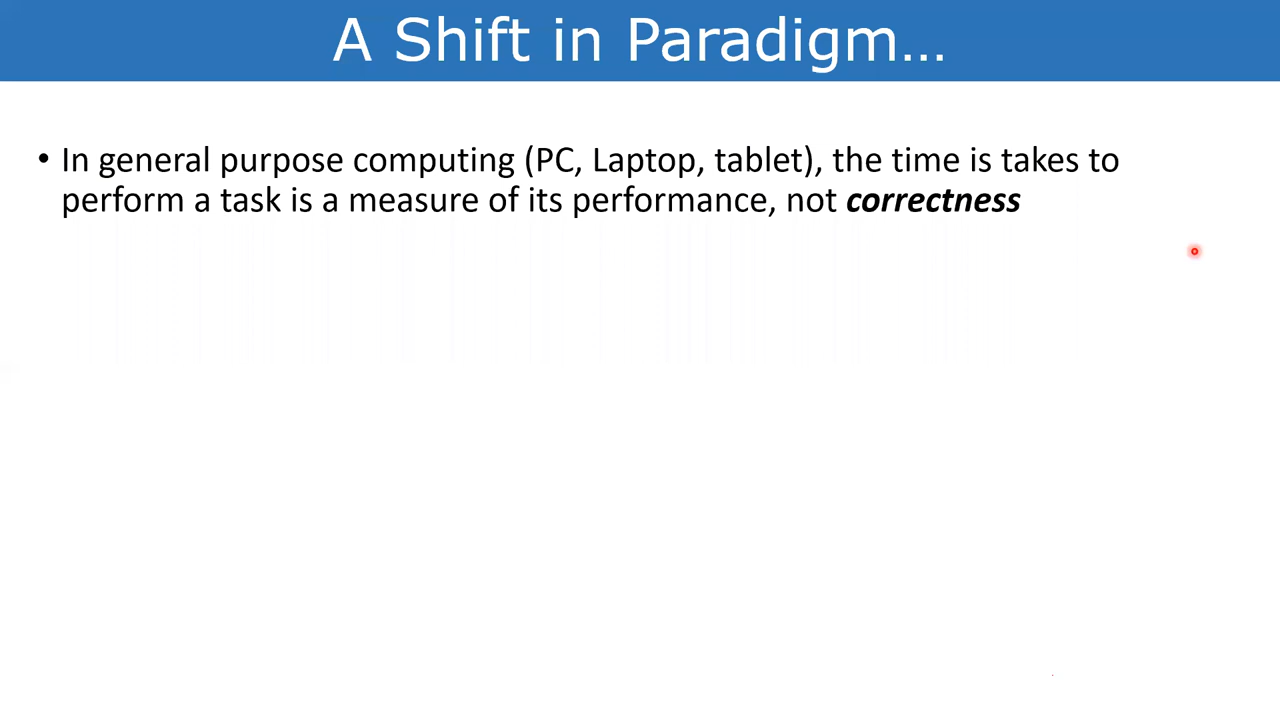 A Shift in Paradigm...
• In general purpose computing (PC, Laptop, tablet), the time is takes to
perform a task is a measure of its performance, not correctness